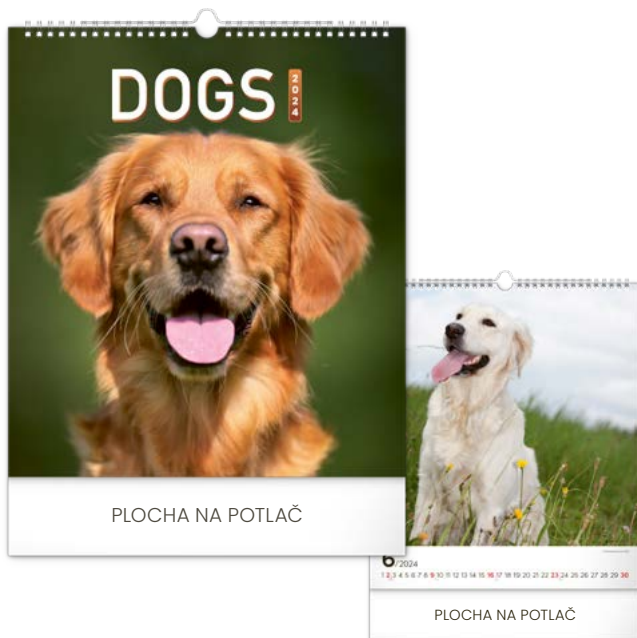 DOGS
2024
PLOCHA NA POTLAČ
6/2024
1 2 3 4 5 6 7 8 9 10 11 12 13 14 15 16 17 18 19 20 21 22 23 24 25 26 27 28 29 30
PLOCHA NA POTLAČ